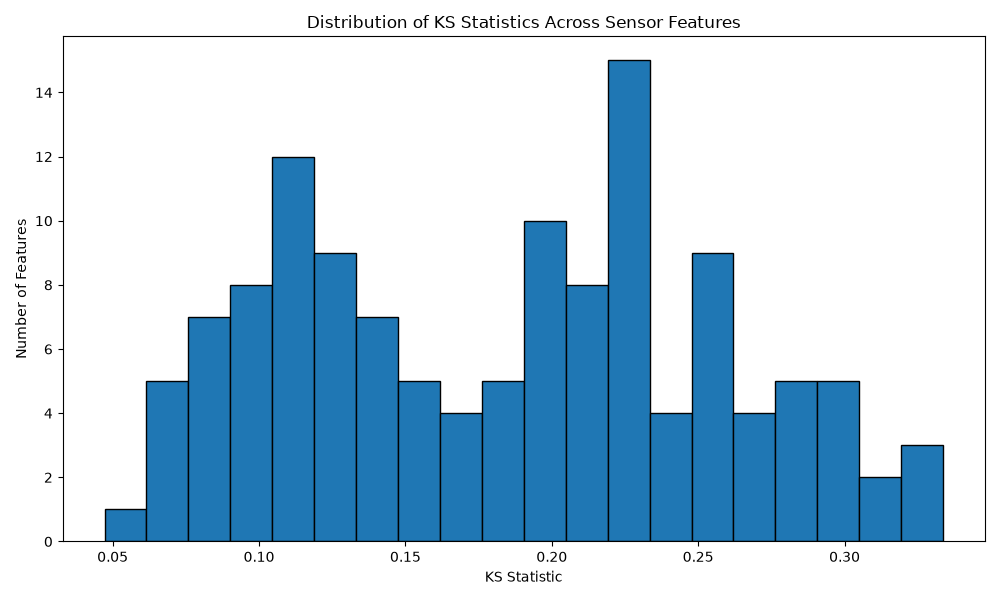 Distribution of KS Statistics Across Sensor Features
14
12
10
8
6
4
2
0
Number of Features
0.05 0.10 0.15 0.20 0.25 0.30
KS Statistic